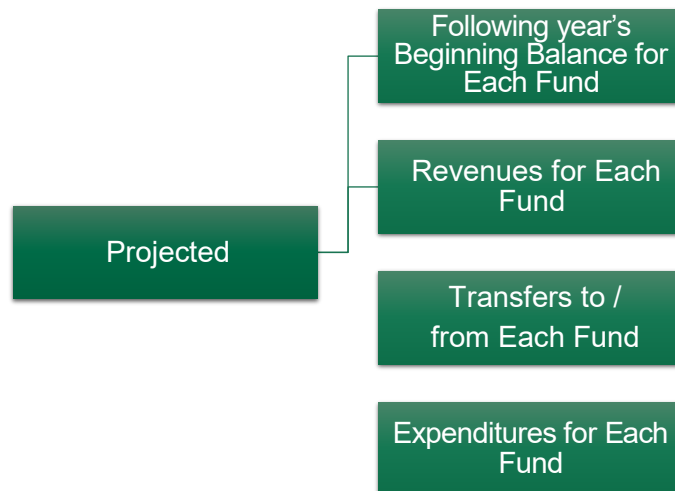 Projected
Following year's
Beginning Balance for
Each Fund
Revenues for Each
Fund
Transfers to /
from Each Fund
Expenditures for Each
Fund